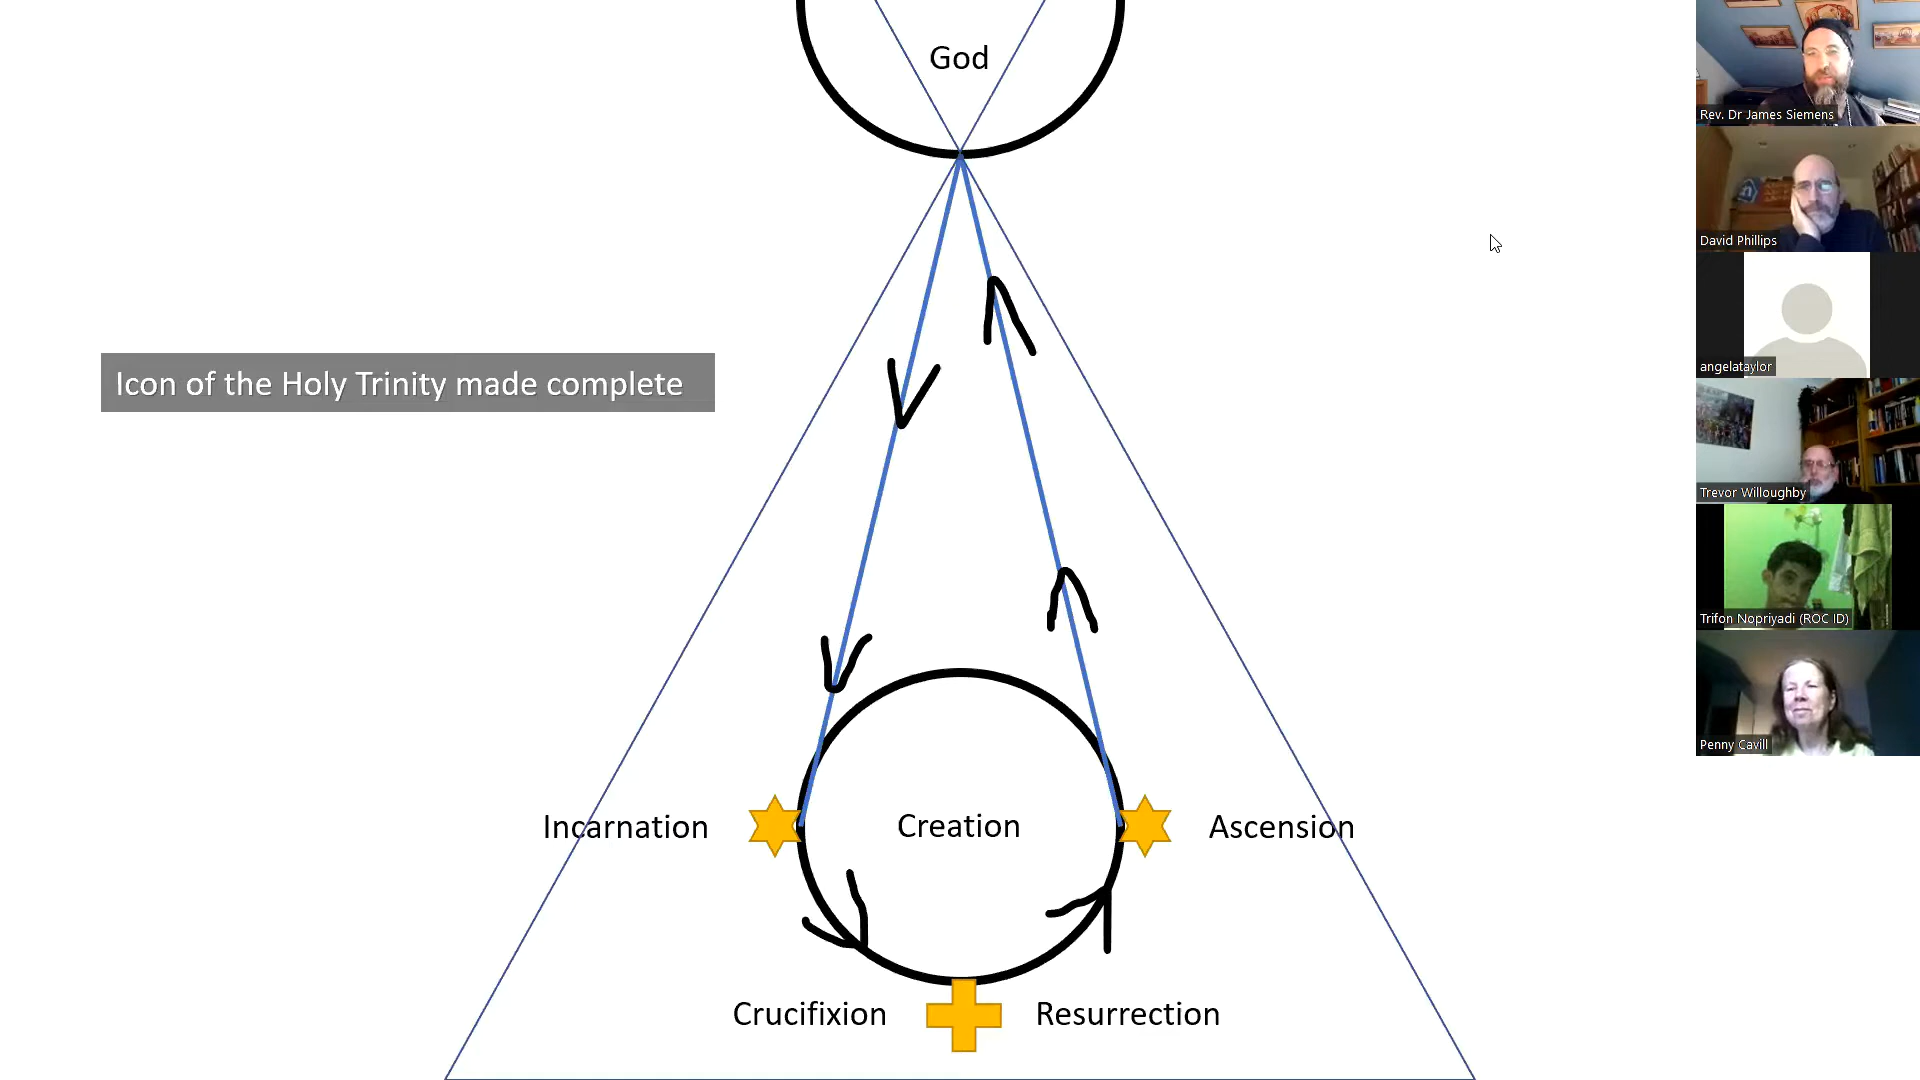 God
Icon of the Holy Trinity made complete
Incarnation
Creation
Ascension
Crucifixion
Resurrection
Rev. Dr James Siemens
David Phillips
angelataylor
Trevor Willoughby
Trifon Nopriyadi (ROC ID)
Penny Cavill